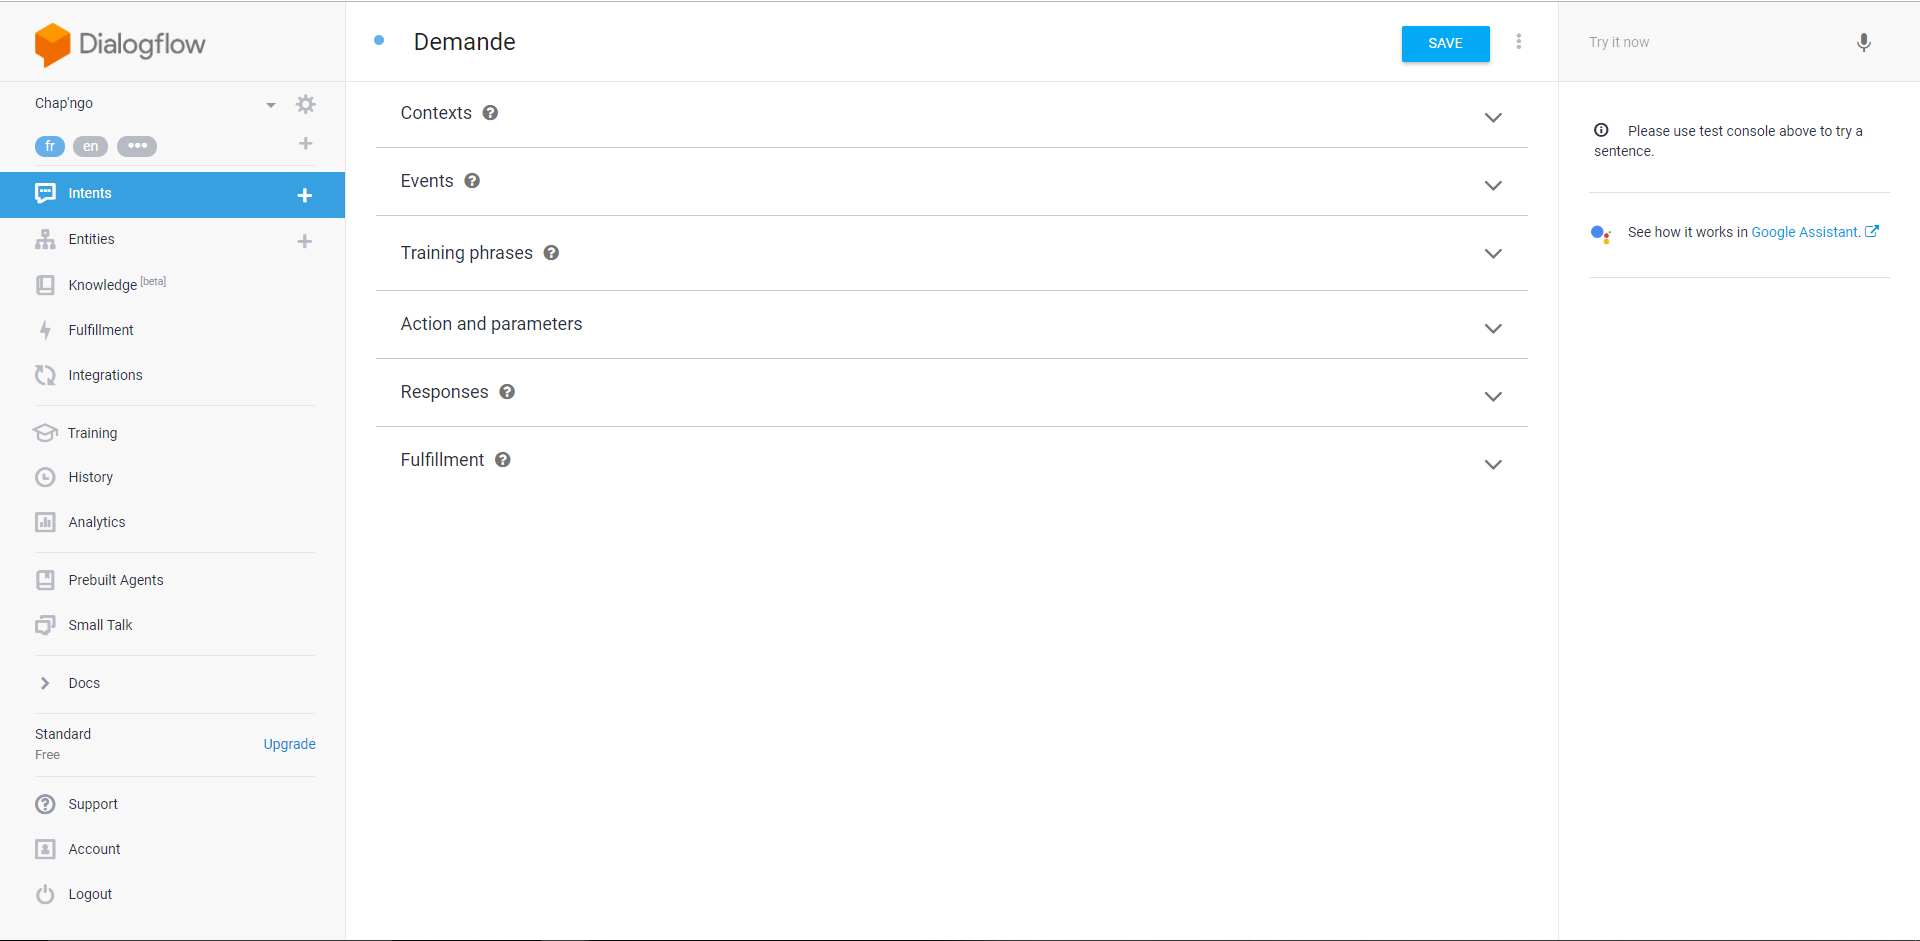 Dialogflow
Chap'ngo
fr en
Intents
Entities
Knowledge [beta]
Fulfillment
Integrations
Training
History
Analytics
Prebuilt Agents
Small Talk
Docs
Standard
Free
Upgrade
Support
Account
Logout
Demande
SAVE
Contexts
Events
Training phrases
Action and parameters
Responses
Fulfillment
Try it now
Please use test console above to try a
sentence.
See how it works in Google Assistant.